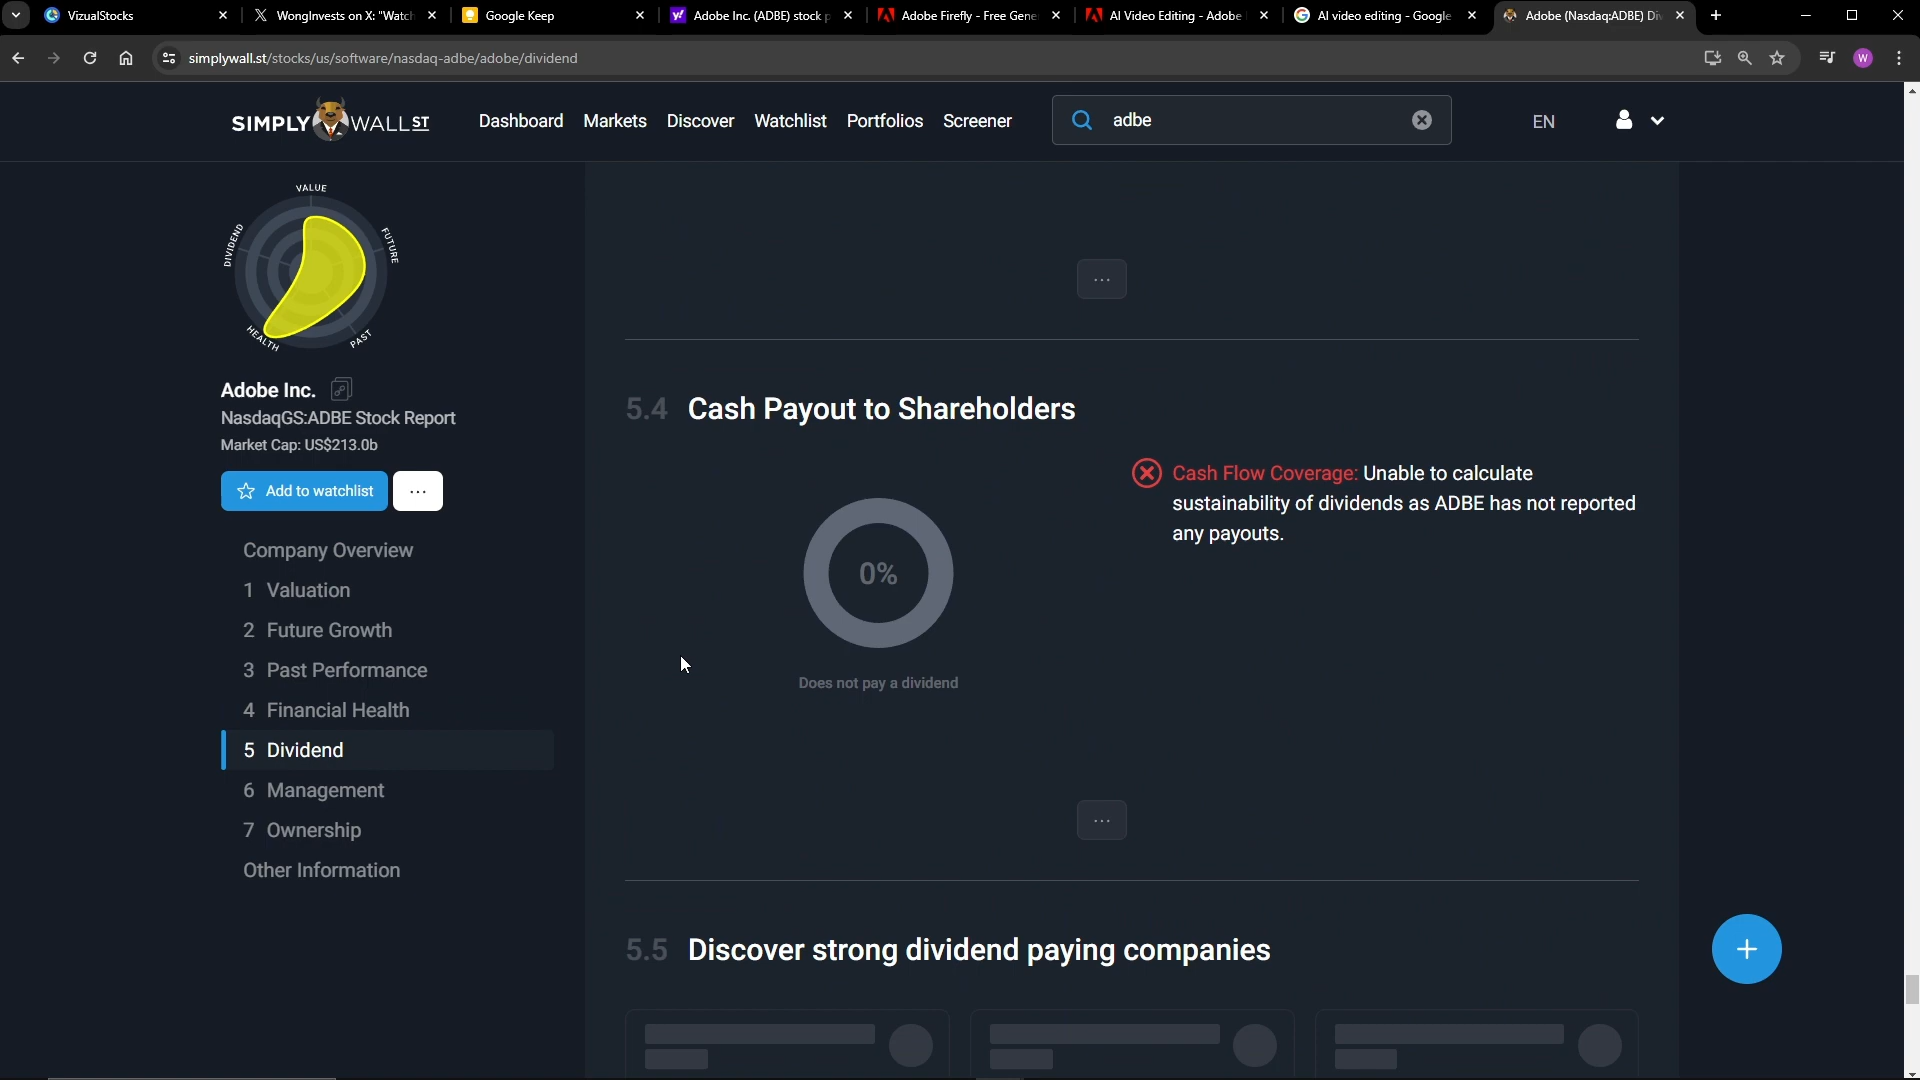 VizualStocks
WongInvests on X: "Watch
Google Keep
Adobe Inc. (ADBE) stock p
Adobe Firefly - Free Gene
AI Video Editing - Adobe
AI video editing - Google
Adobe (Nasdaq:ADBE) Di
simplywall.st/stocks/us/software/nasdaq-adbe/adobe/dividend
W
SIMPLY WALL ST
Dashboard
Markets
Discover
Watchlist
Portfolios
Screener
adbe
EN
VALUE
FUTURE
PAST
HEALTH
DIVIDEND
Adobe Inc.
NasdaqGS:ADBE Stock Report
Market Cap: US$213.0b
Add to watchlist
...
Company Overview
1 Valuation
2 Future Growth
3 Past Performance
4 Financial Health
5 Dividend
6 Management
7 Ownership
Other Information
...
5.4 Cash Payout to Shareholders
0%
Does not pay a dividend
Cash Flow Coverage: Unable to calculate
sustainability of dividends as ADBE has not reported
any payouts.
...
5.5 Discover strong dividend paying companies